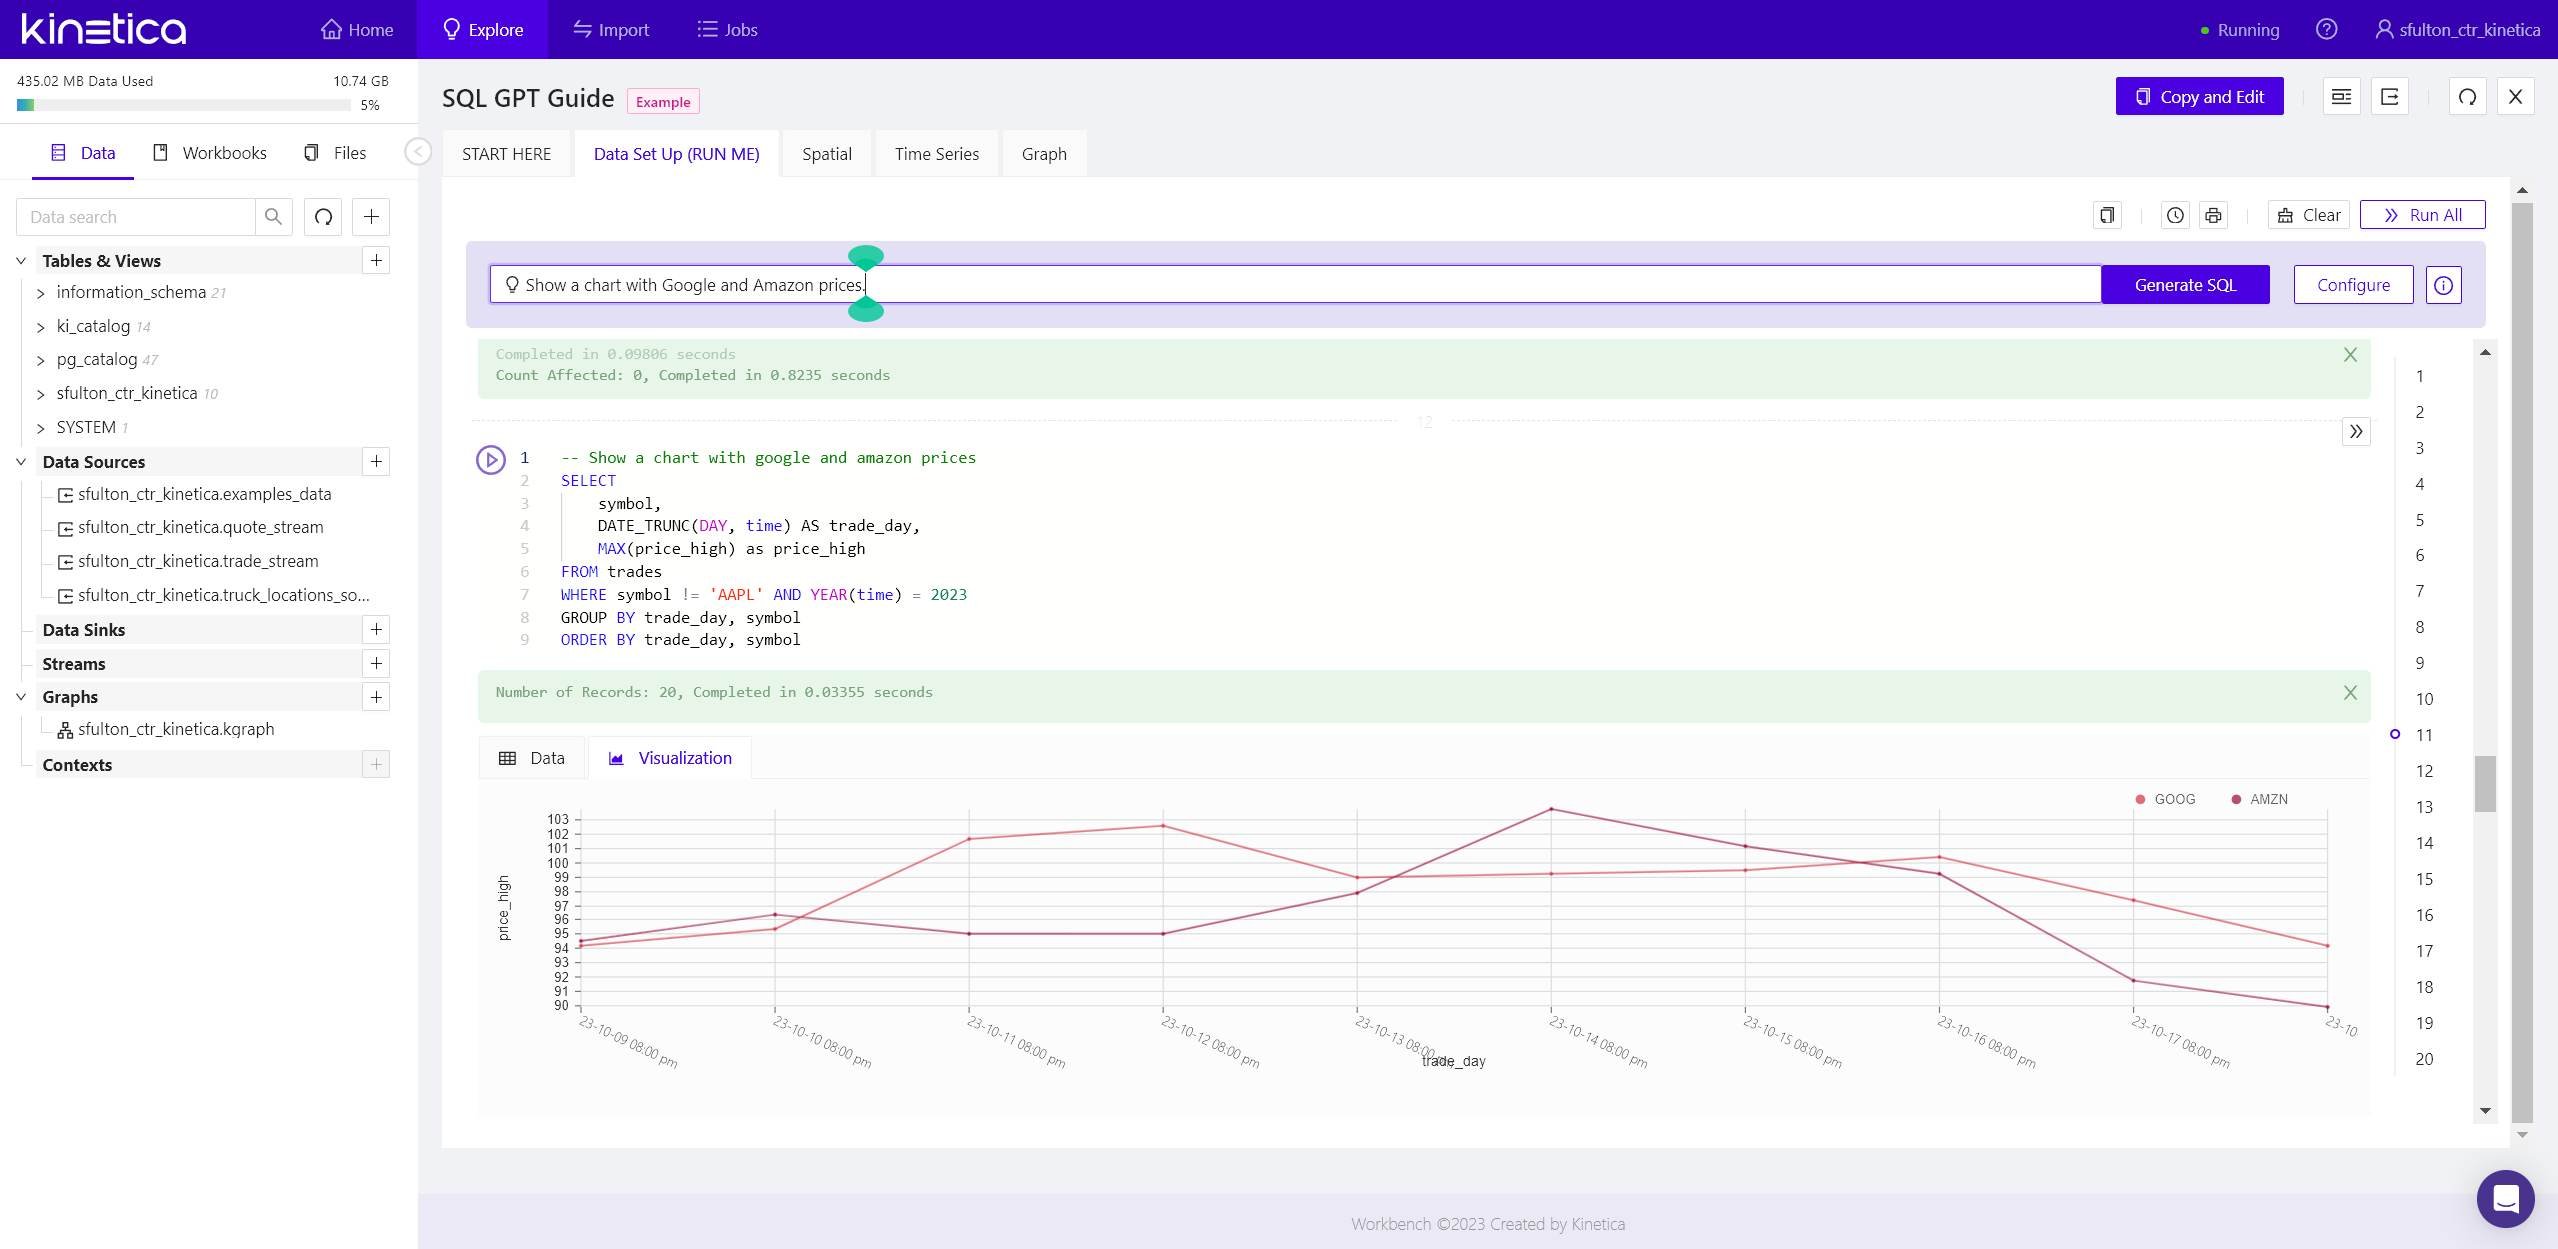 kinetica
Home
Explore
Import
Jobs
Running
sfulton_ctr_kinetica
435.02 MB Data Used
10.74 GB
5%
Data
Workbooks
Files
Data search
Tables & Views
information_schema 21
ki_catalog 14
pg_catalog 47
sfulton_ctr_kinetica 10
SYSTEM 1
Data Sources
sfulton_ctr_kinetica.examples_data
sfulton_ctr_kinetica.quote_stream
sfulton_ctr_kinetica.trade_stream
sfulton_ctr_kinetica.truck_locations_so...
Data Sinks
Streams
Graphs
sfulton_ctr_kinetica.kgraph
Contexts
SQL GPT Guide
Example
Copy and Edit
START HERE
Data Set Up (RUN ME)
Spatial
Time Series
Graph
Clear
Run All
Show a chart with Google and Amazon prices.
Generate SQL
Configure
Completed in 0.09806 seconds
Count Affected: 0, Completed in 0.8235 seconds
12
1 -- Show a chart with google and amazon prices
2 SELECT
3 symbol,
4 DATE_TRUNC(DAY, time) AS trade_day,
5 MAX(price_high) as price_high
6 FROM trades
7 WHERE symbol != 'AAPL' AND YEAR(time) = 2023
8 GROUP BY trade_day, symbol
9 ORDER BY trade_day, symbol
Number of Records: 20, Completed in 0.03355 seconds
Data
Visualization
GOOG
AMZN
103
102
101
100
99
98
97
96
95
94
93
92
91
90
price_high
23-10-09 08:00 pm
23-10-10 08:00 pm
23-10-11 08:00 pm
23-10-12 08:00 pm
23-10-13 08:00 pm
23-10-14 08:00 pm
23-10-15 08:00 pm
23-10-16 08:00 pm
23-10-17 08:00 pm
23-10
trade_day
1
2
3
4
5
6
7
8
9
10
11
12
13
14
15
16
17
18
19
20
Workbench ©2023 Created by Kinetica